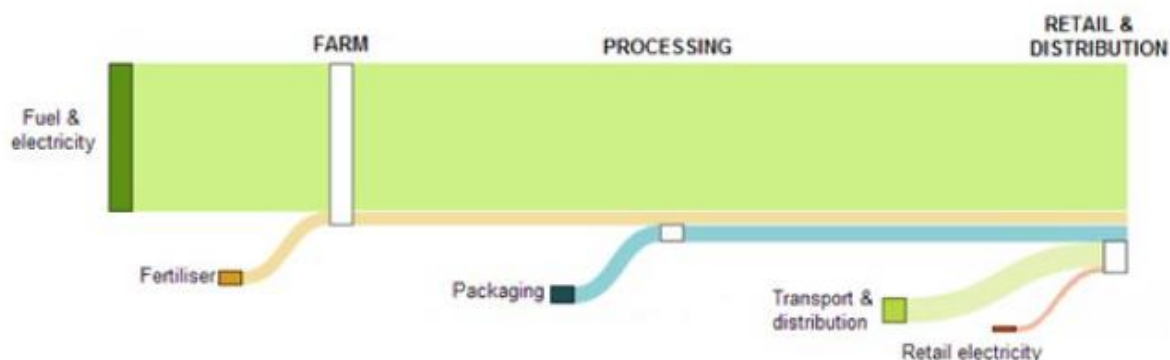 FARM
PROCESSING
RETAIL &
DISTRIBUTION
Fuel &
electricity
Fertiliser
Packaging
Transport &
distribution
Retail electricity